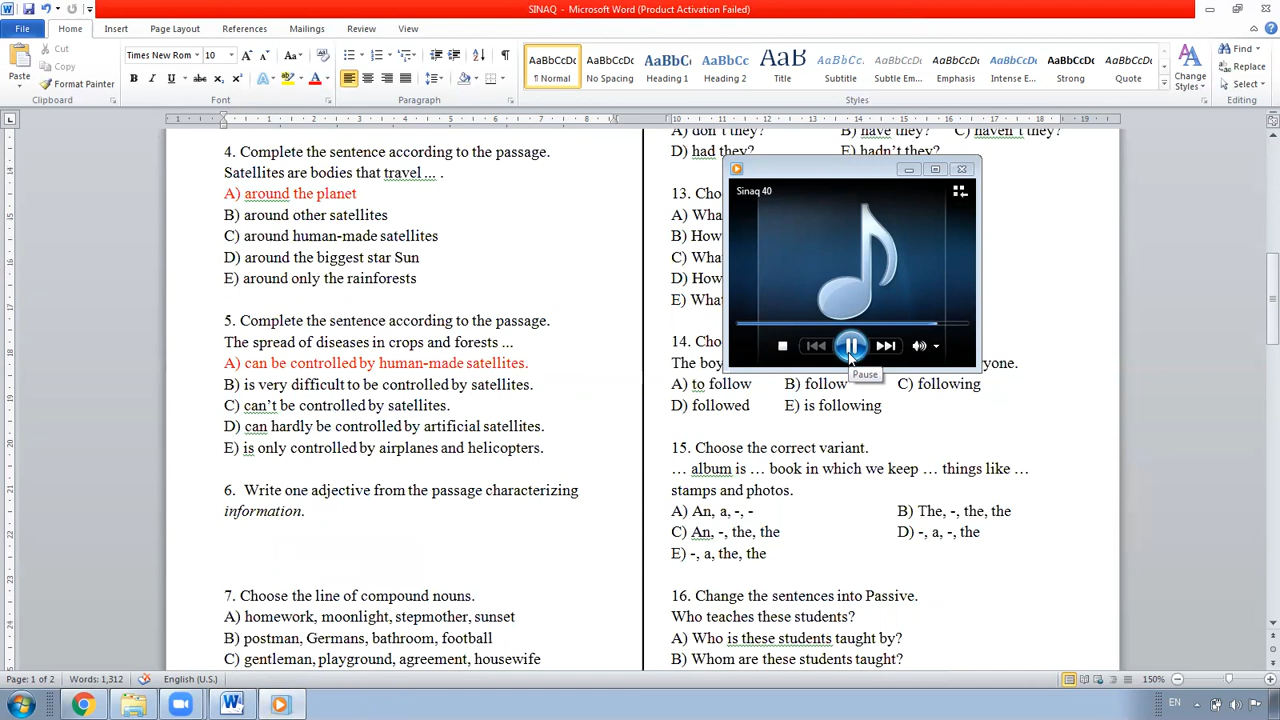 SINAQ - Microsoft Word (Product Activation Failed)
File Home Insert Page Layout References Mailings Review View
Paste
Cut
Copy
Format Painter
Clipboard
Times New Rom 10
Font
Paragraph
AaBbCcDc AaBbCcDc AaBbC AaBbCc AaB AaBbCc. AaBbCcDc AaBbCcDc AaBbCcDc AaBbCcDc AaBbCcDc
¶ Normal No Spacing Heading 1 Heading 2 Title Subtitle Subtle Em... Emphasis Intense E... Strong Quote
Styles
Change
Styles
Find
Replace
Select
Editing
4. Complete the sentence according to the passage.
Satellites are bodies that travel ... .
A) around the planet
B) around other satellites
C) around human-made satellites
D) around the biggest star Sun
E) around only the rainforests
5. Complete the sentence according to the passage.
The spread of diseases in crops and forests ...
A) can be controlled by human-made satellites.
B) is very difficult to be controlled by satellites.
C) can't be controlled by satellites.
D) can hardly be controlled by artificial satellites.
E) is only controlled by airplanes and helicopters.
6. Write one adjective from the passage characterizing
information.
7. Choose the line of compound nouns.
A) homework, moonlight, stepmother, sunset
B) postman, Germans, bathroom, football
C) gentleman, playground, agreement, housewife
A) don't they? B) have they? C) haven't they?
D) had they? E) hadn't they?
13. Cho
A) Wha
B) How
C) Wha
D) How
E) Wha
Sinaq 40
Pause
14. Cho
The boy yone.
A) to follow B) follow C) following
D) followed E) is following
15. Choose the correct variant.
… album is … book in which we keep … things like …
stamps and photos.
A) An, a, -, - B) The, -, the, the
C) An, -, the, the D) -, a, -, the
E) -, a, the, the
16. Change the sentences into Passive.
Who teaches these students?
A) Who is these students taught by?
B) Whom are these students taught?
Page: 1 of 2 Words: 1,312 English (U.S.) 150%
EN